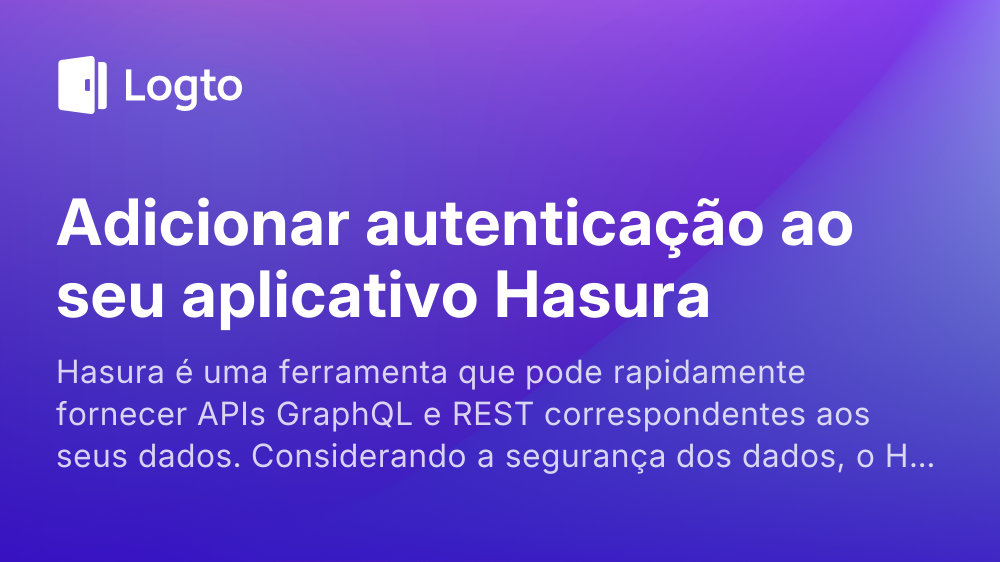 Logto
Adicionar autenticação ao
seu aplicativo Hasura
Hasura é uma ferramenta que pode rapidamente
fornecer APIs GraphQL e REST correspondentes aos
seus dados. Considerando a segurança dos dados, o H...